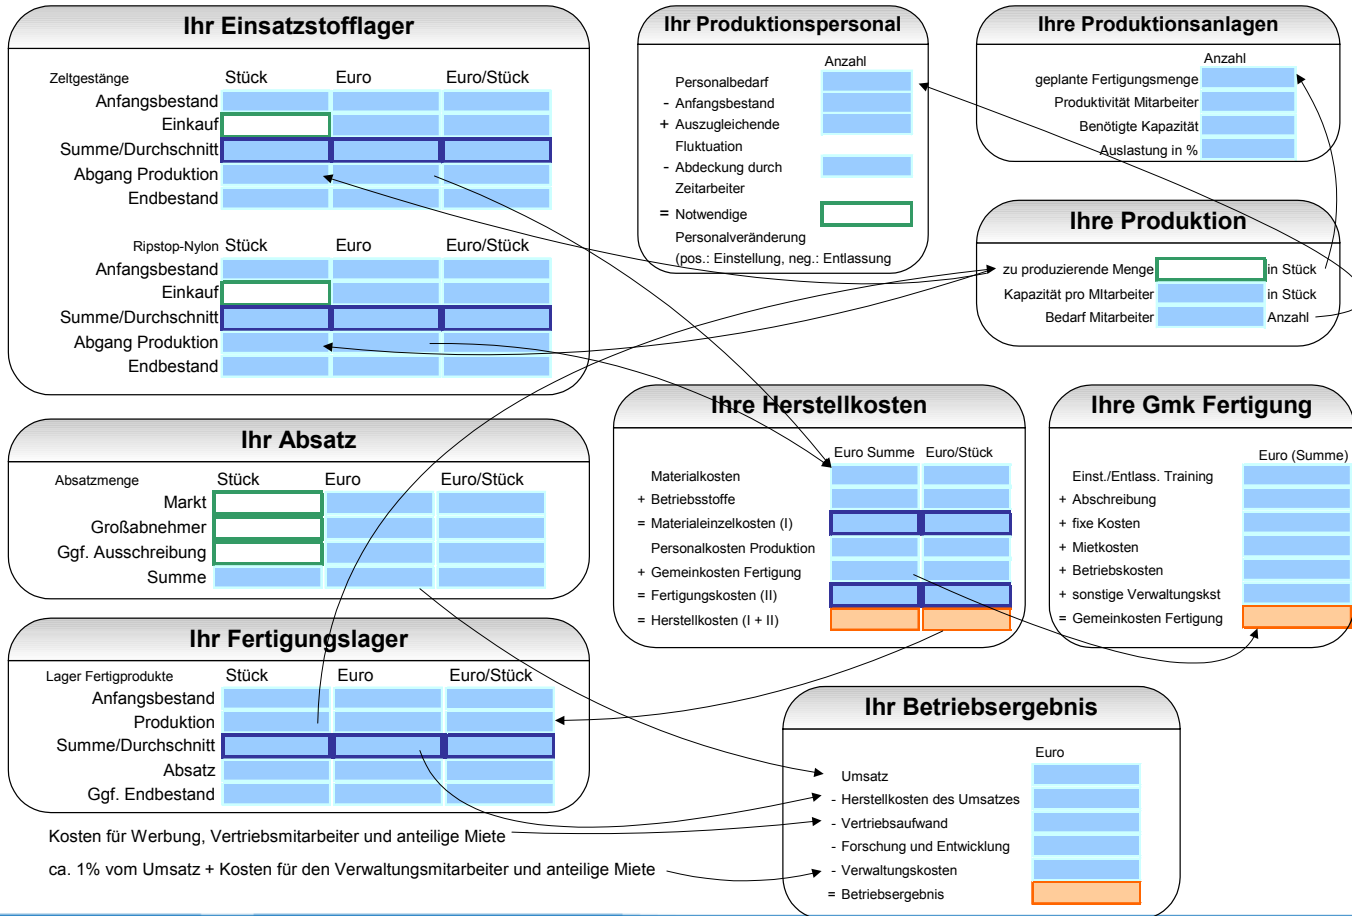 Ihr Einsatzstofflager
Zeltgestänge Stück Euro Euro/Stück
Anfangsbestand
Einkauf
Summe/Durchschnitt
Abgang Produktion
Endbestand
Ripstop-Nylon Stück Euro Euro/Stück
Anfangsbestand
Einkauf
Summe/Durchschnitt
Abgang Produktion
Endbestand
Ihr Produktionspersonal
Anzahl
Personalbedarf
- Anfangsbestand
+ Auszugleichende
Fluktuation
- Abdeckung durch
Zeitarbeiter
= Notwendige
Personalveränderung
(pos.: Einstellung, neg.: Entlassung
Ihre Produktionsanlagen
Anzahl
geplante Fertigungsmenge
Produktivität Mitarbeiter
Benötigte Kapazität
Auslastung in %
Ihre Produktion
zu produzierende Menge in Stück
Kapazität pro MItarbeiter in Stück
Bedarf Mitarbeiter Anzahl
Ihr Absatz
Absatzmenge Stück Euro Euro/Stück
Markt
Großabnehmer
Ggf. Ausschreibung
Summe
Ihre Herstellkosten
Euro Summe Euro/Stück
Materialkosten
+ Betriebsstoffe
= Materialeinzelkosten (I)
Personalkosten Produktion
+ Gemeinkosten Fertigung
= Fertigungskosten (II)
= Herstellkosten (I + II)
Ihre Gmk Fertigung
Euro (Summe)
Einst./Entlass. Training
+ Abschreibung
+ fixe Kosten
+ Mietkosten
+ Betriebskosten
+ sonstige Verwaltungskst
= Gemeinkosten Fertigung
Ihr Fertigungslager
Lager Fertigprodukte Stück Euro Euro/Stück
Anfangsbestand
Produktion
Summe/Durchschnitt
Absatz
Ggf. Endbestand
Ihr Betriebsergebnis
Euro
Umsatz
- Herstellkosten des Umsatzes
- Vertriebsaufwand
- Forschung und Entwicklung
- Verwaltungskosten
= Betriebsergebnis
Kosten für Werbung, Vertriebsmitarbeiter und anteilige Miete
ca. 1% vom Umsatz + Kosten für den Verwaltungsmitarbeiter und anteilige Miete